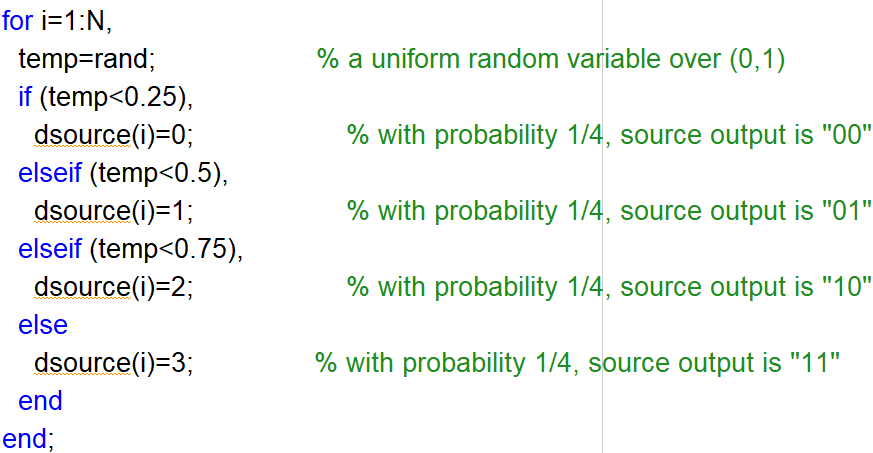 for i=1:N,
temp=rand; % a uniform random variable over (0,1)
if (temp<0.25),
dsource(i)=0; % with probability 1/4, source output is "00"
elseif (temp<0.5),
dsource(i)=1; % with probability 1/4, source output is "01"
elseif (temp<0.75),
dsource(i)=2; % with probability 1/4, source output is "10"
else
dsource(i)=3; % with probability 1/4, source output is "11"
end
end;